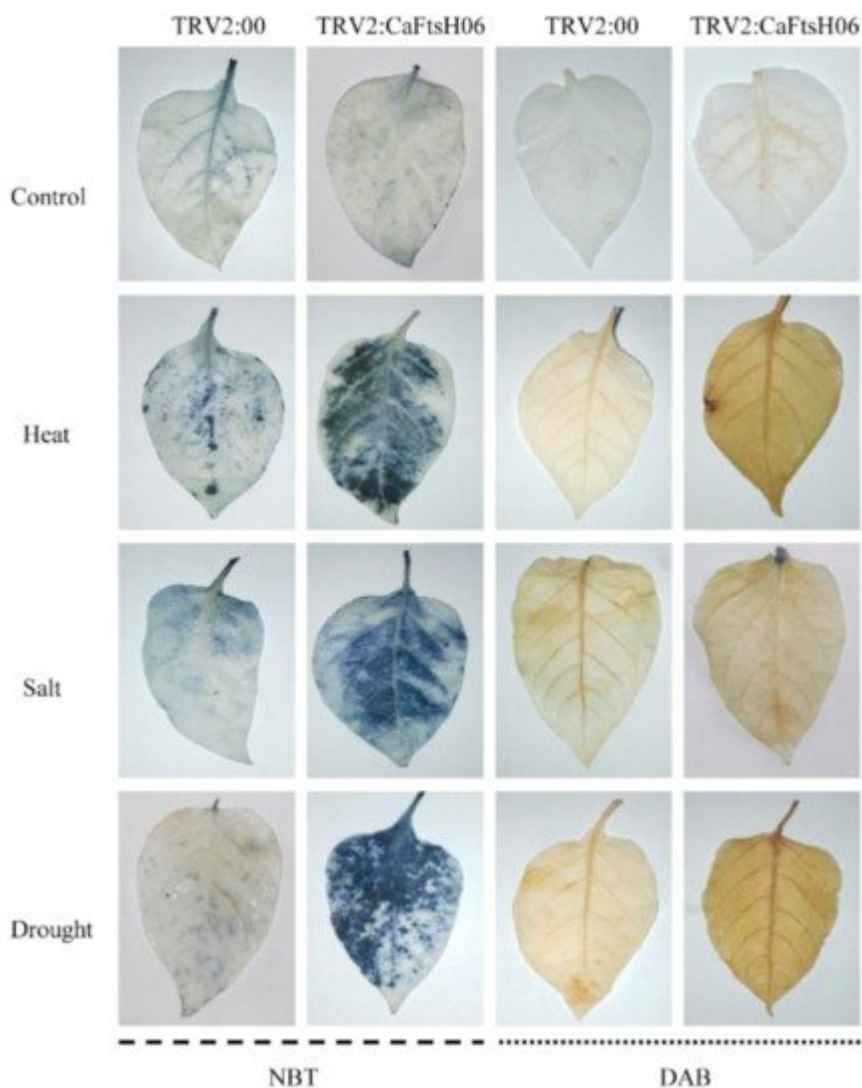 TRV2:00 TRV2:CaFtsH06 TRV2:00 TRV2:CaFtsH06
Control
Heat
Salt
Drought
NBT DAB